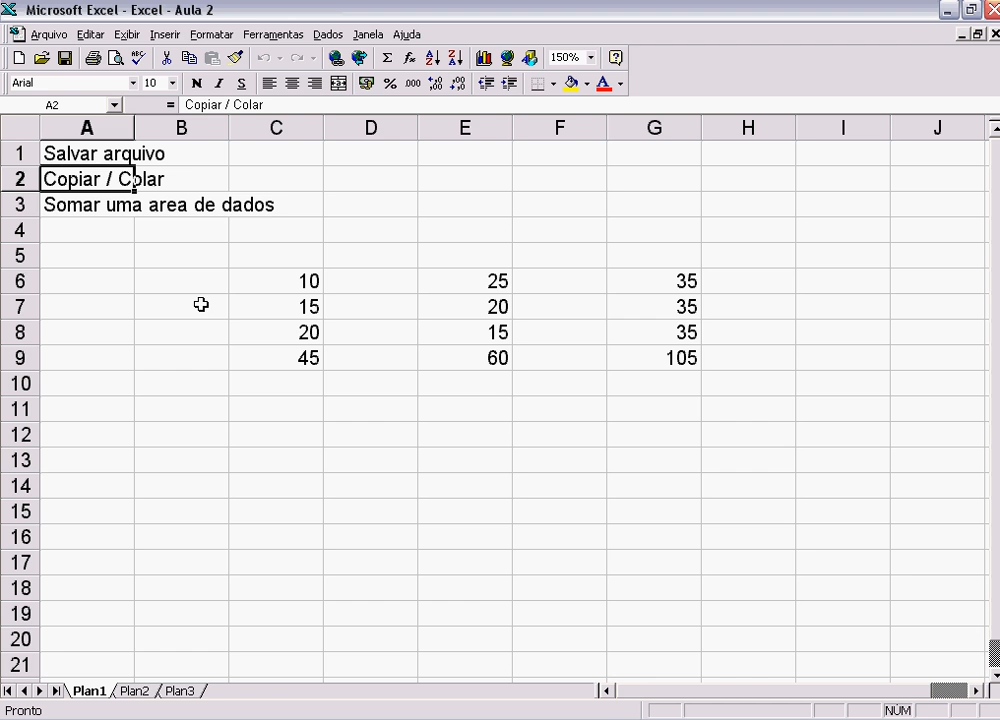 Microsoft Excel - Excel - Aula 2
Arquivo Editar Exibir Inserir Formatar Ferramentas Dados Janela Ajuda
150%
Arial 10 N I S % 000
A2 = Copiar / Colar
A B C D E F G H I J
1 Salvar arquivo
2 Copiar / Colar
3 Somar uma area de dados
4
5
6 10 25 35
7 15 20 35
8 20 15 35
9 45 60 105
10
11
12
13
14
15
16
17
18
19
20
21
Plan1 Plan2 Plan3
Pronto NÚM